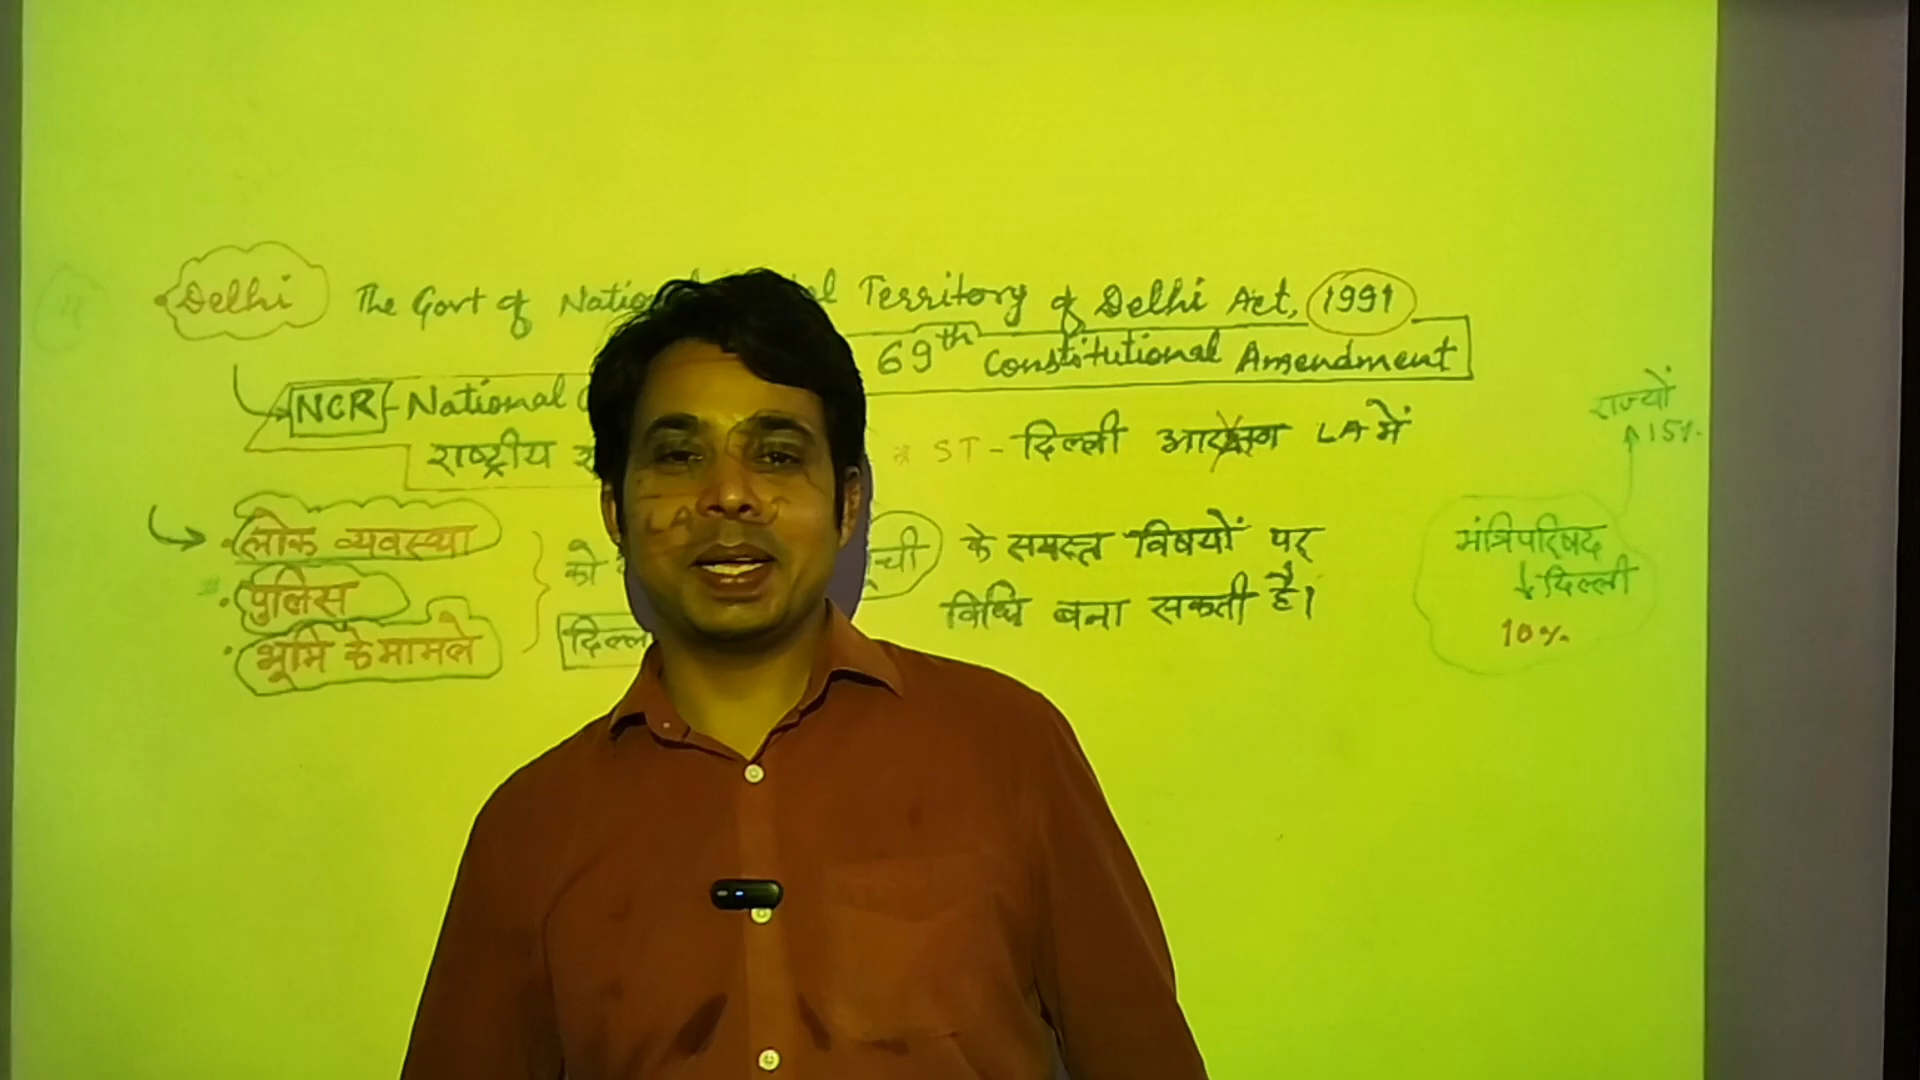 Delhi
The Govt of Territory of Delhi Act, 1991
69th Constitutional Amendment
NCR - National
राष्ट्रीय
* ST - दिल्ली आरक्षण LA में
राज्यों
15%
• लोक व्यवस्था
• पुलिस
• भूमि के मामले
को
के समस्त विषयों पर
विधि बना सकती है।
मंत्रिपरिषद
↓ दिल्ली
10%